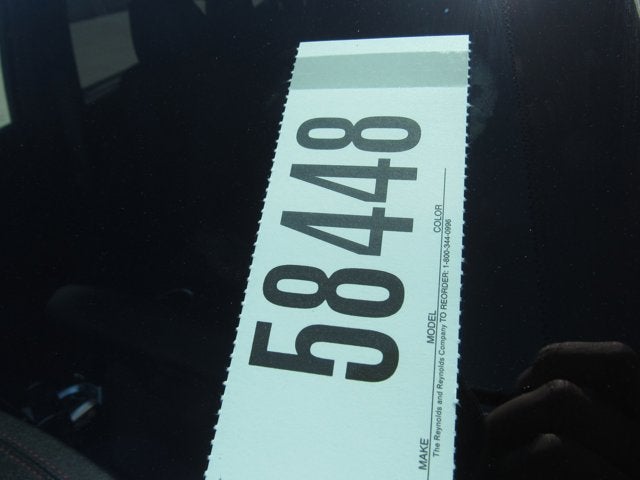 58448
MAKE MODEL COLOR
The Reynolds and Reynolds Company TO REORDER: 1-800-344-0996